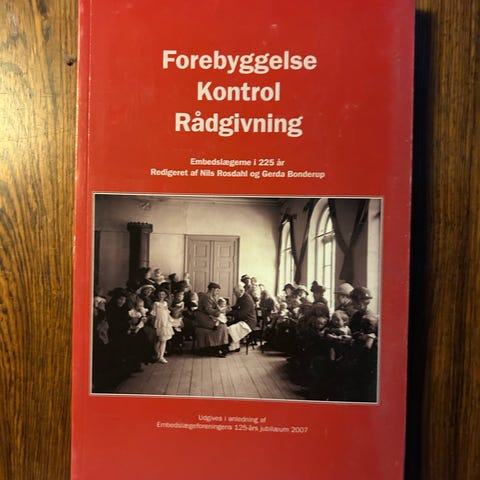 Forebyggelse
Kontrol
Rådgivning
Embedslægerne i 225 år
Redigeret af Nils Rosdahl og Gerda Bonderup
Udgives i anledning af
Embedslægeforeningens 125-års jubilæum 2007